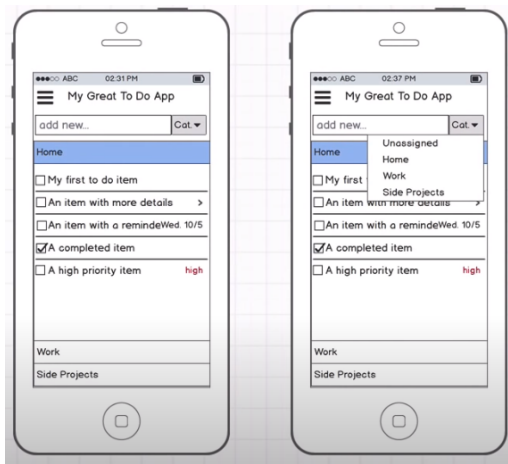 ABC 02:31 PM
My Great To Do App
add new... Cat.
Home
My first to do item
An item with more details >
An item with a reminde Wed. 10/5
A completed item
A high priority item high
Work
Side Projects
ABC 02:37 PM
My Great To Do App
add new... Cat.
Unassigned
Home
Home
Work
My first
Side Projects
An item with more details
An item with a reminde Wed. 10/5
A completed item
A high priority item high
Work
Side Projects